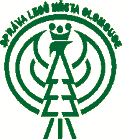 SPRÁVA LESŮ MĚSTA OLOMOUCE